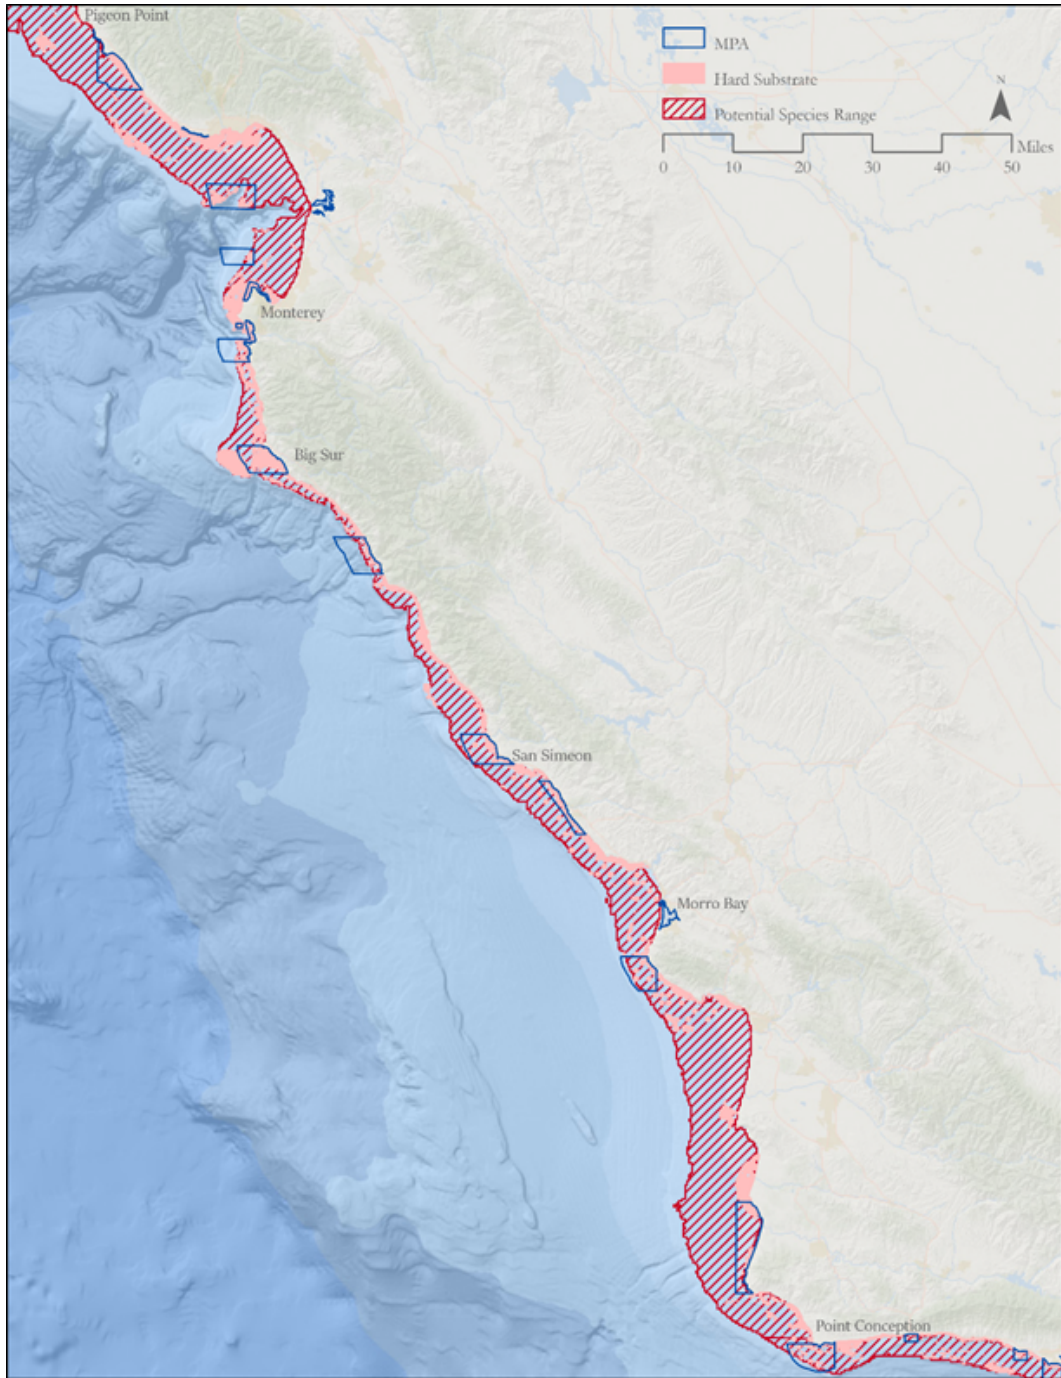 Pigeon Point
MPA
Hard Substrate
N
Potential Species Range
Miles
0 10 20 30 40 50
Monterey
Big Sur
San Simeon
Morro Bay
Point Conception